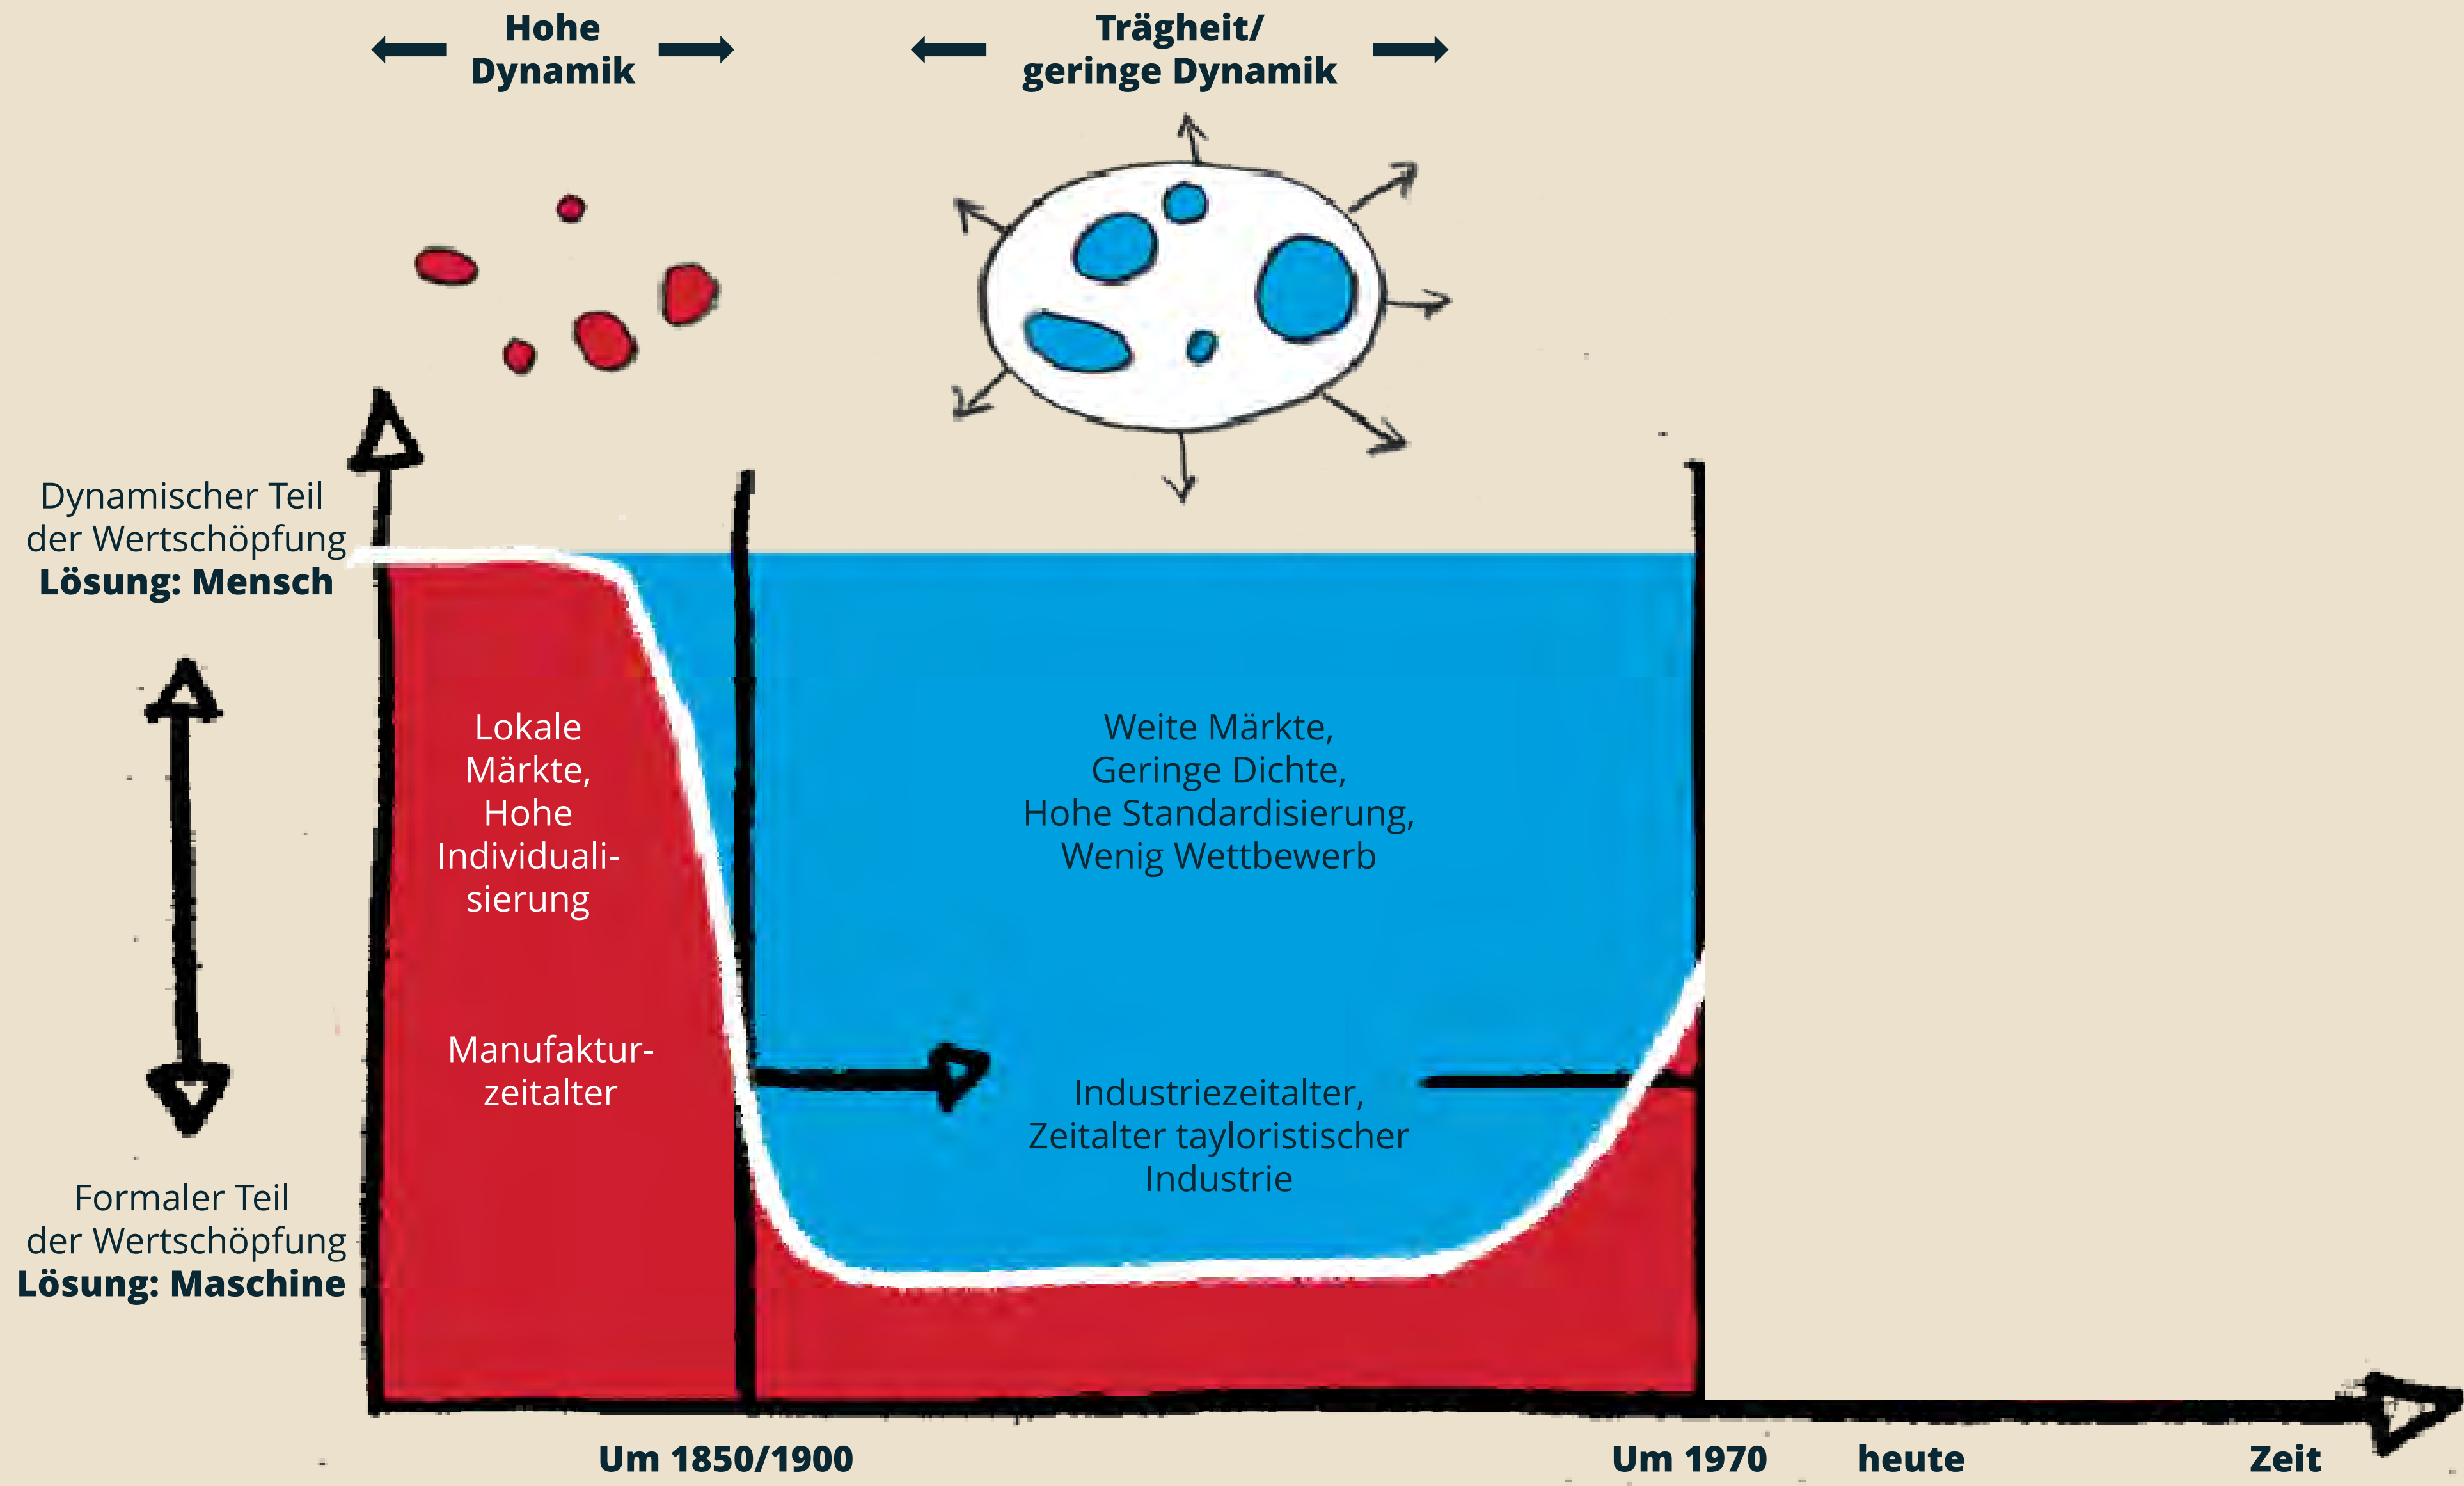 Hohe
Dynamik
Trägheit/
geringe Dynamik
Dynamischer Teil
der Wertschöpfung
Lösung: Mensch
Lokale
Märkte,
Hohe
Individuali-
sierung
Weite Märkte,
Geringe Dichte,
Hohe Standardisierung,
Wenig Wettbewerb
Manufaktur-
zeitalter
Industriezeitalter,
Zeitalter tayloristischer
Industrie
Formaler Teil
der Wertschöpfung
Lösung: Maschine
Um 1850/1900
Um 1970
heute
Zeit